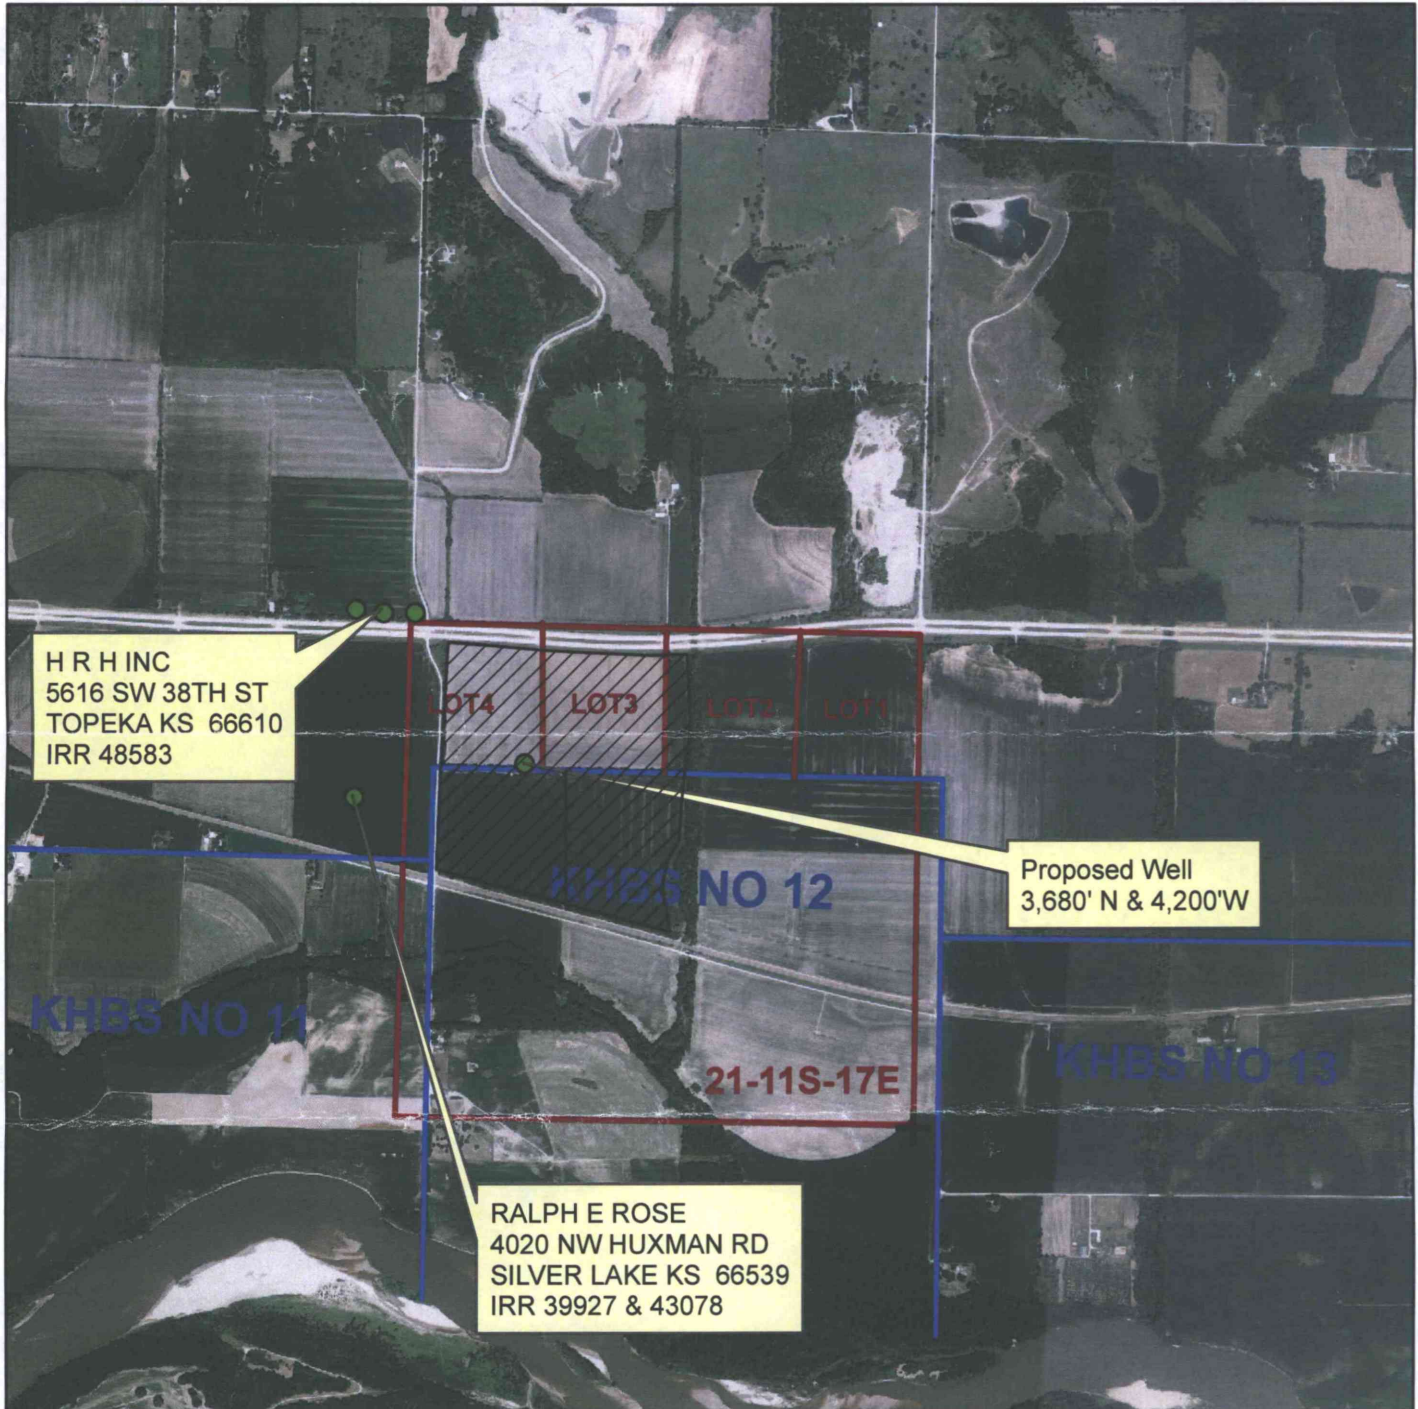 H R H INC
5616 SW 38TH ST
TOPEKA KS 66610
IRR 48583
LOT4
LOT3
LOT2
LOT1
Proposed Well
3,680' N & 4,200'W
KHBS NO 12
KHBS NO 11
KHBS NO 13
21-11S-17E
RALPH E ROSE
4020 NW HUXMAN RD
SILVER LAKE KS 66539
IRR 39927 & 43078